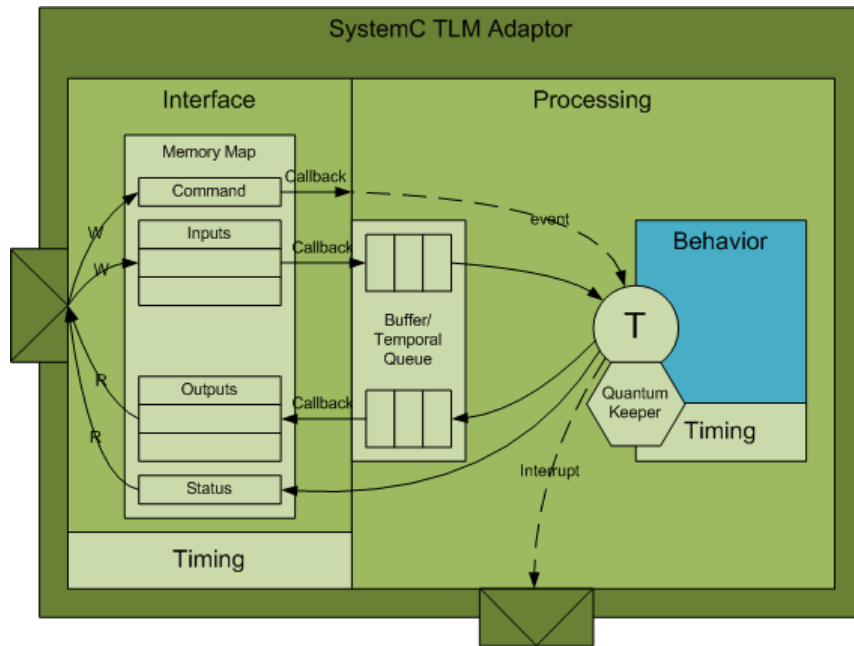 SystemC TLM Adaptor
Interface
Processing
Memory Map
Command
Callback
event
W
Inputs
W
Callback
Behavior
Buffer/
Temporal
Queue
T
Outputs
R
Callback
Quantum
Keeper
R
Timing
Status
Interrupt
Timing